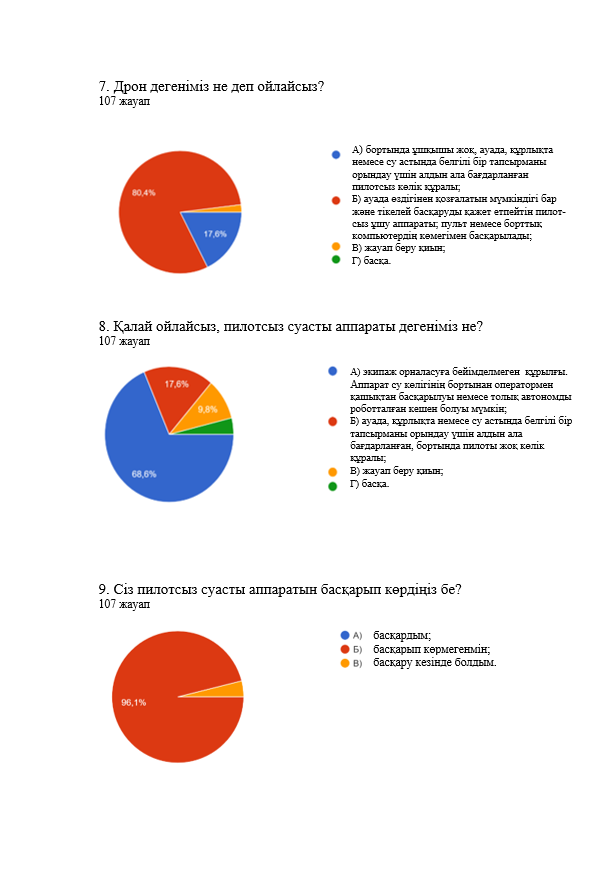 7. Дрон дегеніміз не деп ойлайсыз?
107 жауап
80,4%
17,6%
А) бортында ұшқышы жоқ, ауада, құрлықта
немесе су астында белгілі бір тапсырманы
орындау үшін алдын ала бағдарланған
пилотсыз көлік құралы;
Б) ауада өздігінен қозғалатын мүмкіндігі бар
және тікелей басқаруды қажет етпейтін пилот-
сыз ұшу аппараты; пульт немесе борттық
компьютердің көмегімен басқарылады;
В) жауап беру қиын;
Г) басқа.
8. Қалай ойлайсыз, пилотсыз суасты аппараты дегеніміз не?
107 жауап
17,6%
9,8%
68,6%
А) экипаж орналасуға бейімделмеген құрылғы.
Аппарат су көлігінің бортынан оператормен
қашықтан басқарылуы немесе толық автономды
роботталған кешен болуы мүмкін;
Б) ауада, құрлықта немесе су астында белгілі бір
тапсырманы орындау үшін алдын ала
бағдарланған, бортында пилоты жоқ көлік
құралы;
В) жауап беру қиын;
Г) басқа.
9. Сіз пилотсыз суасты аппаратын басқарып көрдіңіз бе?
107 жауап
96,1%
А) басқардым;
Б) басқарып көрмегенмін;
В) басқару кезінде болдым.